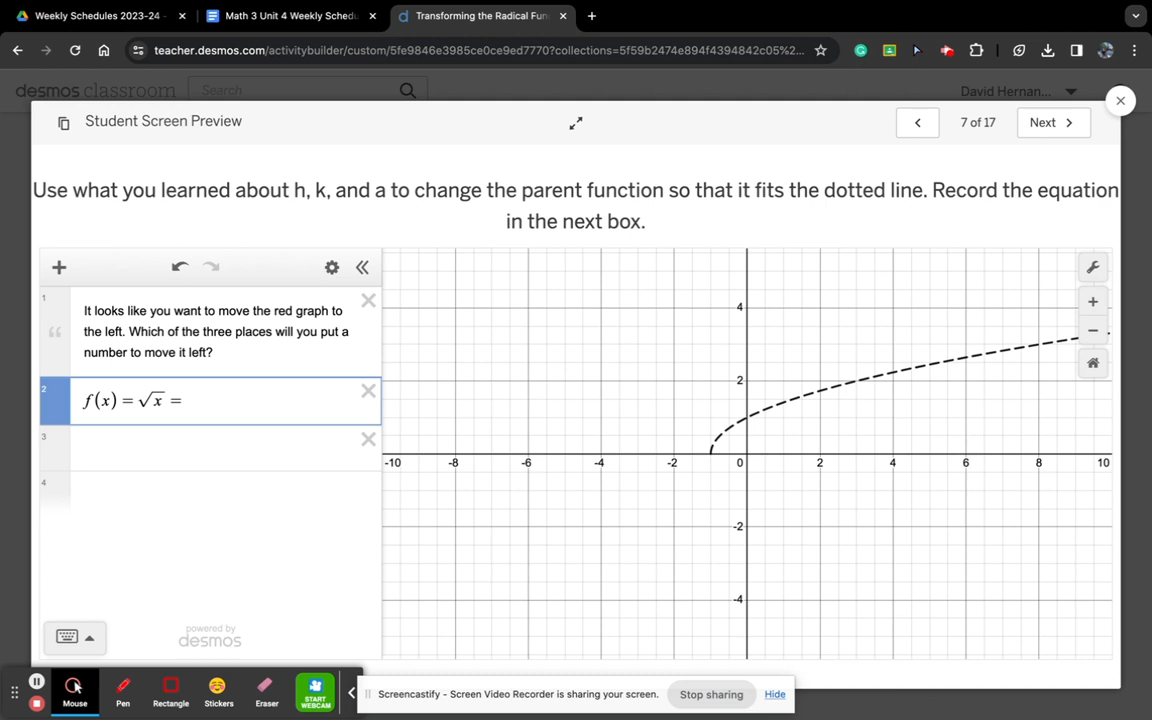 Weekly Schedules 2023-24 -
Math 3 Unit 4 Weekly Schedu
Transforming the Radical Fun
teacher.desmos.com/activitybuilder/custom/5fe9846e3985ce0ce9ed7770?collections=5f59b2474e894f4394842c05%2...
desmos classroom
Search
David Hernan...
Student Screen Preview
7 of 17
Next
Use what you learned about h, k, and a to change the parent function so that it fits the dotted line. Record the equation
in the next box.
1
It looks like you want to move the red graph to
the left. Which of the three places will you put a
number to move it left?
2
f(x) = √x =
3
4
4
2
-10 -8 -6 -4 -2 0 2 4 6 8 10
-2
-4
powered by
desmos
Mouse
Pen
Rectangle
Stickers
Eraser
START
WEBCAM
Screencastify - Screen Video Recorder is sharing your screen.
Stop sharing
Hide